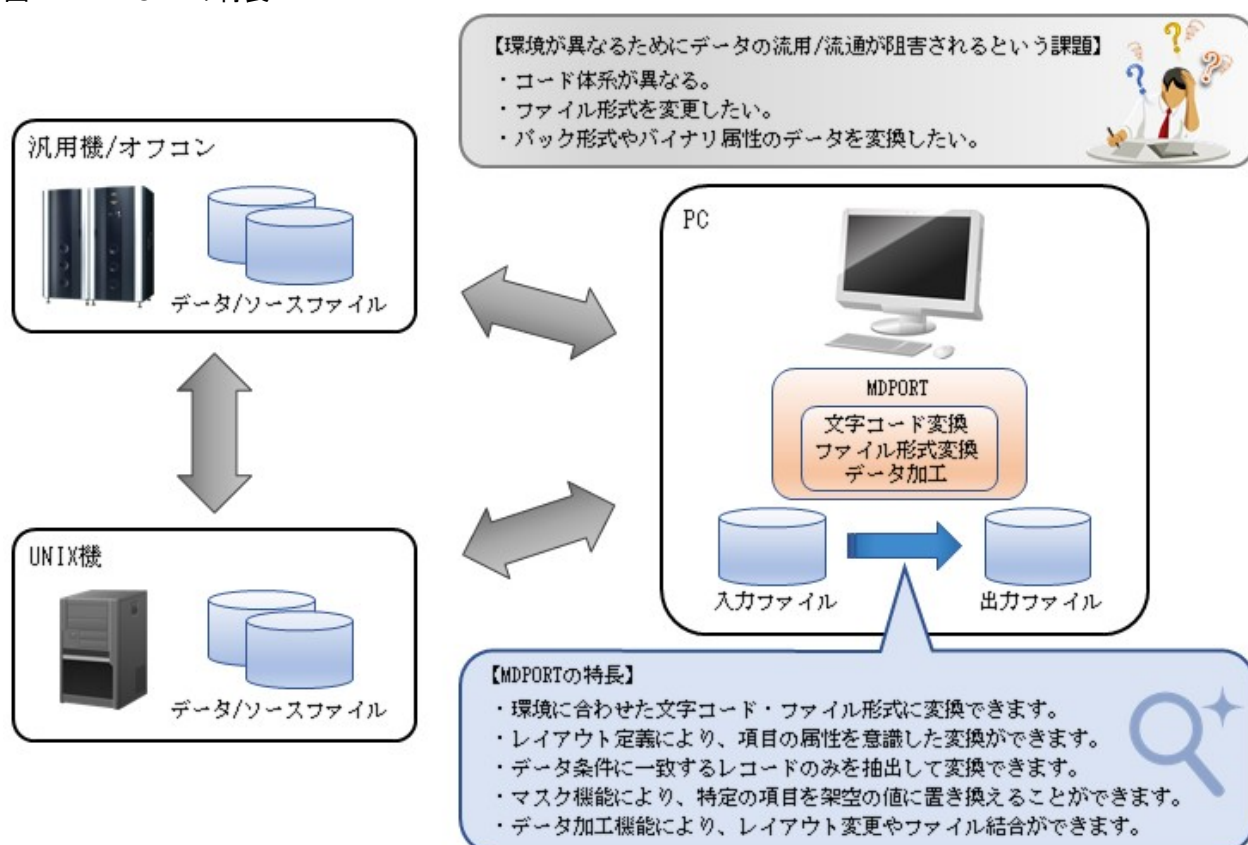 【環境が異なるためにデータの流用/流通が阻害されるという課題】
・コード体系が異なる。
・ファイル形式を変更したい。
・パック形式やバイナリ属性のデータを変換したい。
汎用機/オフコン
データ/ソースファイル
PC
MDPORT
文字コード変換
ファイル形式変換
データ加工
入力ファイル
出力ファイル
UNIX機
データ/ソースファイル
【MDPORTの特長】
・環境に合わせた文字コード・ファイル形式に変換できます。
・レイアウト定義により、項目の属性を意識した変換ができます。
・データ条件に一致するレコードのみを抽出して変換できます。
・マスク機能により、特定の項目を架空の値に置き換えることができます。
・データ加工機能により、レイアウト変更やファイル結合ができます。